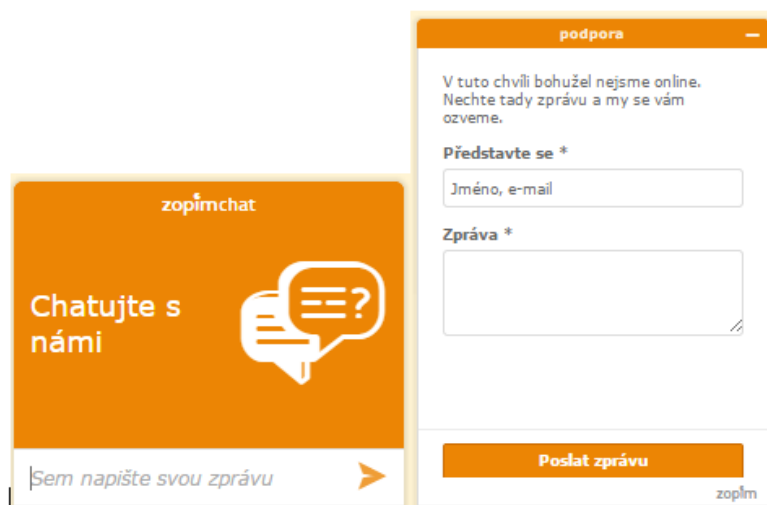 zopimchat
Chatujte s
námi
Sem napište svou zprávu
podpora
V tuto chvíli bohužel nejsme online.
Nechte tady zprávu a my se vám
ozveme.
Představte se *
Jméno, e-mail
Zpráva *
Poslat zprávu
zopim